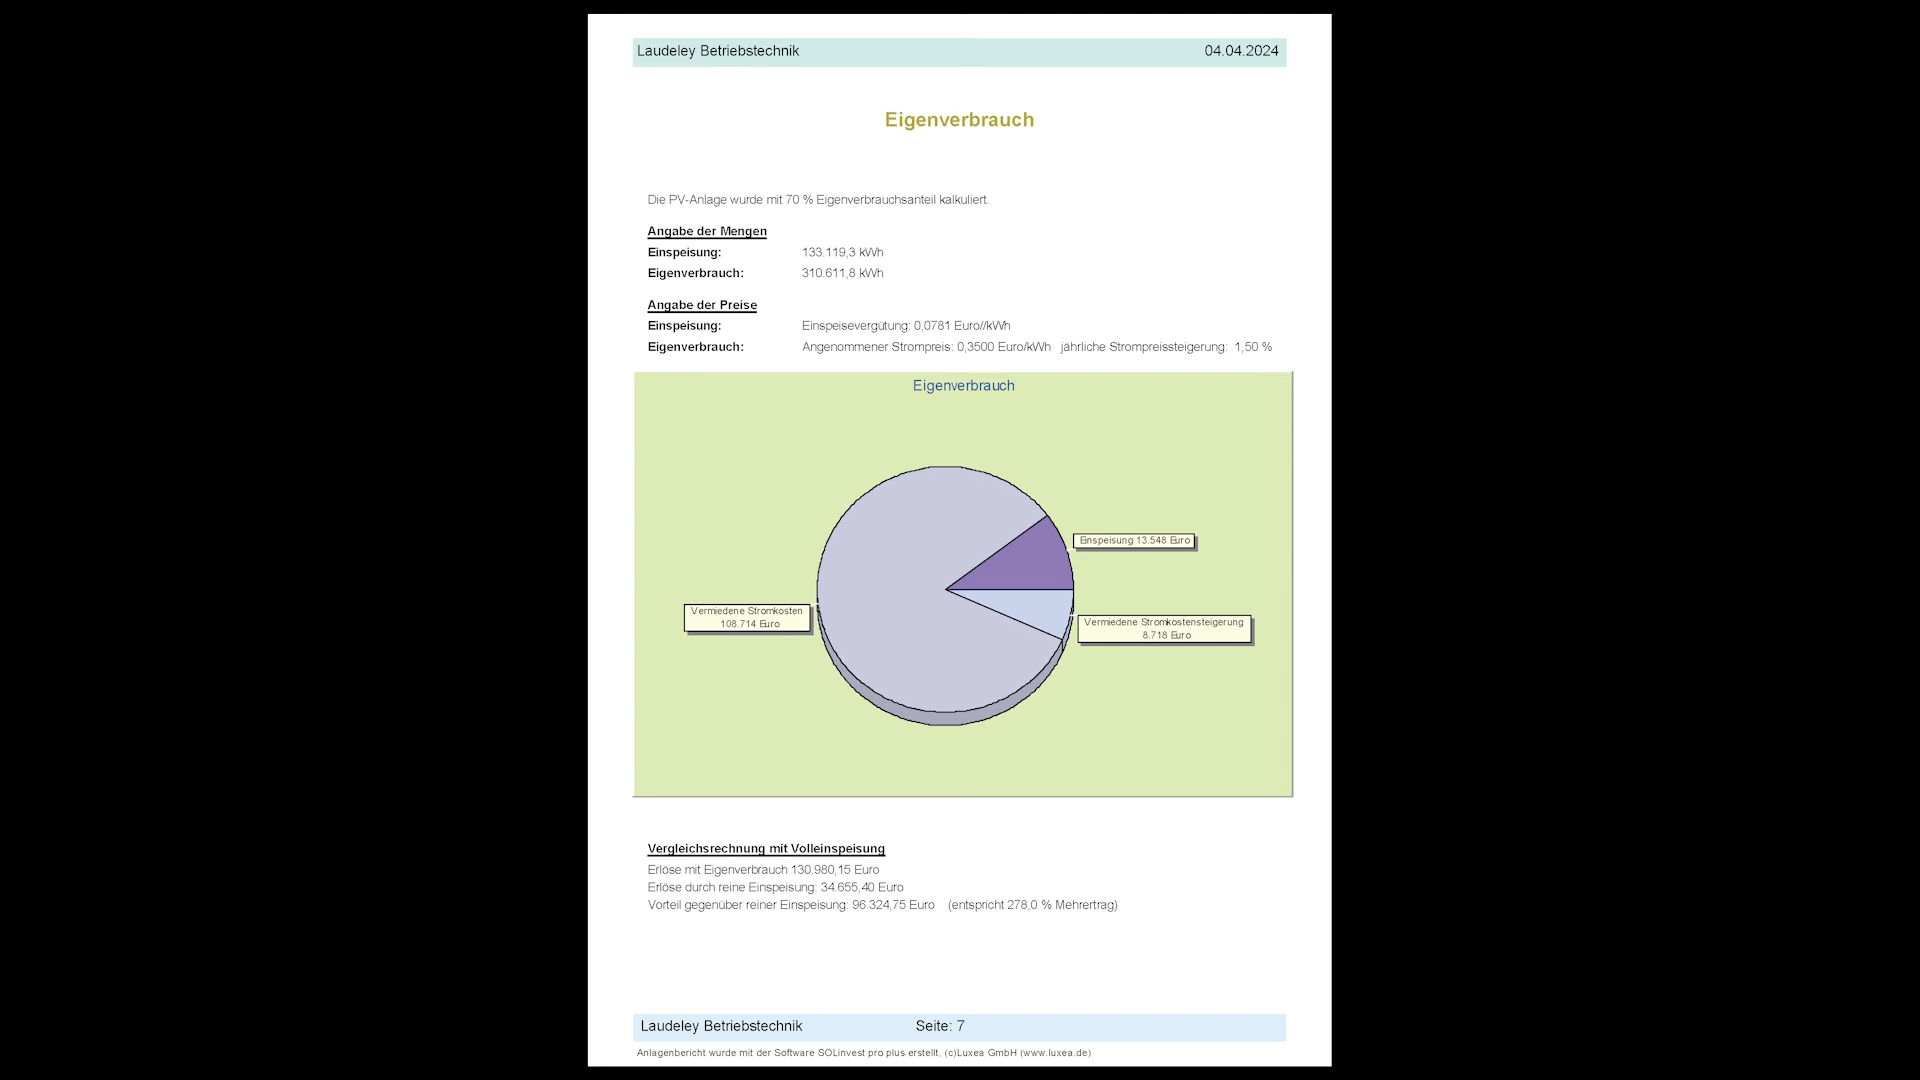 Laudeley Betriebstechnik 04.04.2024
Eigenverbrauch
Die PV-Anlage wurde mit 70 % Eigenverbrauchsanteil kalkuliert.
Angabe der Mengen
Einspeisung: 133.119,3 kWh
Eigenverbrauch: 310.611,8 kWh
Angabe der Preise
Einspeisung: Einspeisevergütung: 0,0781 Euro//kWh
Eigenverbrauch: Angenommener Strompreis: 0,3500 Euro/kWh jährliche Strompreissteigerung: 1,50 %
Eigenverbrauch
Einspeisung 13.548 Euro
Vermiedene Stromkosten
108.714 Euro
Vermiedene Stromkostensteigerung
8.718 Euro
Vergleichsrechnung mit Volleinspeisung
Erlöse mit Eigenverbrauch 130.980,15 Euro
Erlöse durch reine Einspeisung: 34.655,40 Euro
Vorteil gegenüber reiner Einspeisung: 96.324,75 Euro (entspricht 278,0 % Mehrertrag)
Laudeley Betriebstechnik Seite: 7
Anlagenbericht wurde mit der Software SOLinvest pro plus erstellt, (c)Luxea GmbH (www.luxea.de)